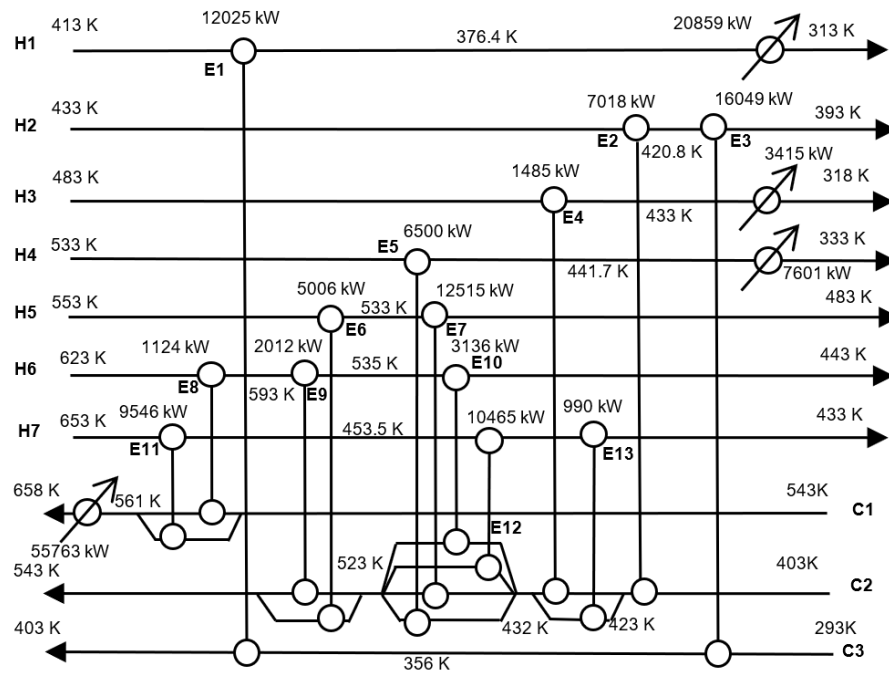 12025 kW
413 K
20859 kW
313 K
H1
376.4 K
E1
7018 kW
16049 kW
433 K
393 K
H2
E2
E3
420.8 K
3415 kW
1485 kW
483 K
318 K
H3
E4
433 K
6500 kW
E5
533 K
333 K
H4
441.7 K
7601 kW
5006 kW
12515 kW
553 K
533 K
483 K
H5
E6
E7
1124 kW
2012 kW
3136 kW
E10
623 K
535 K
443 K
H6
E8
593 K
E9
9546 kW
990 kW
653 K
10465 kW
433 K
H7
453.5 K
E11
E13
658 K
561 K
543K
C1
E12
55763 kW
523 K
403K
543 K
C2
432 K
423 K
403 K
293K
C3
356 K